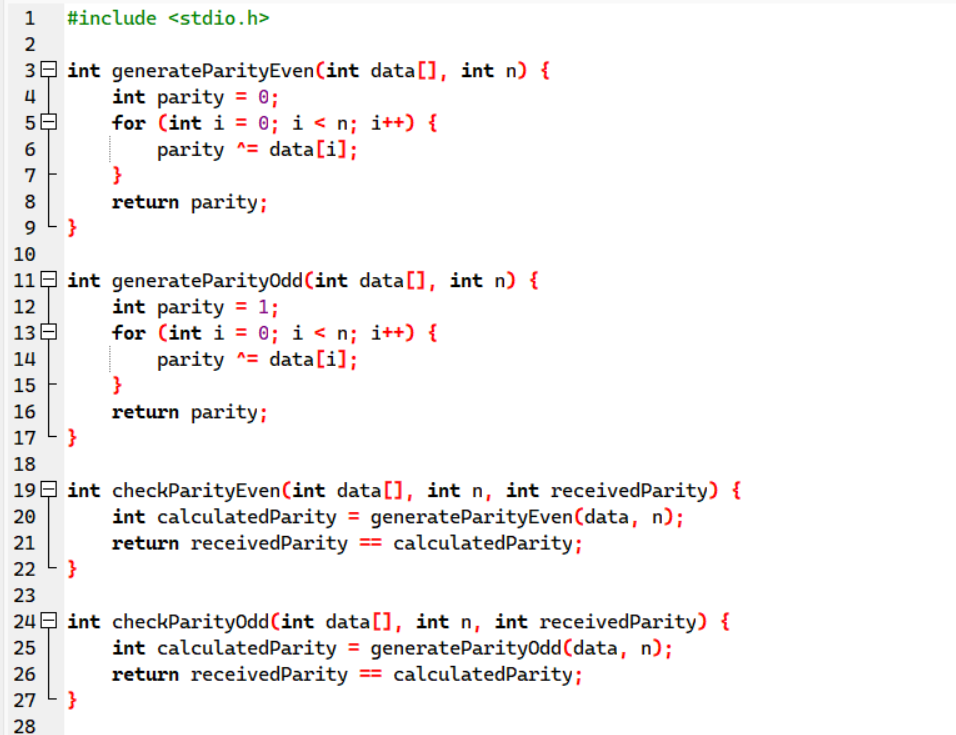 1 #include <stdio.h>
2
3 int generateParityEven(int data[], int n) {
4     int parity = 0;
5     for (int i = 0; i < n; i++) {
6         parity ^= data[i];
7     }
8     return parity;
9 }
10
11 int generateParityOdd(int data[], int n) {
12     int parity = 1;
13     for (int i = 0; i < n; i++) {
14         parity ^= data[i];
15     }
16     return parity;
17 }
18
19 int checkParityEven(int data[], int n, int receivedParity) {
20     int calculatedParity = generateParityEven(data, n);
21     return receivedParity == calculatedParity;
22 }
23
24 int checkParityOdd(int data[], int n, int receivedParity) {
25     int calculatedParity = generateParityOdd(data, n);
26     return receivedParity == calculatedParity;
27 }
28